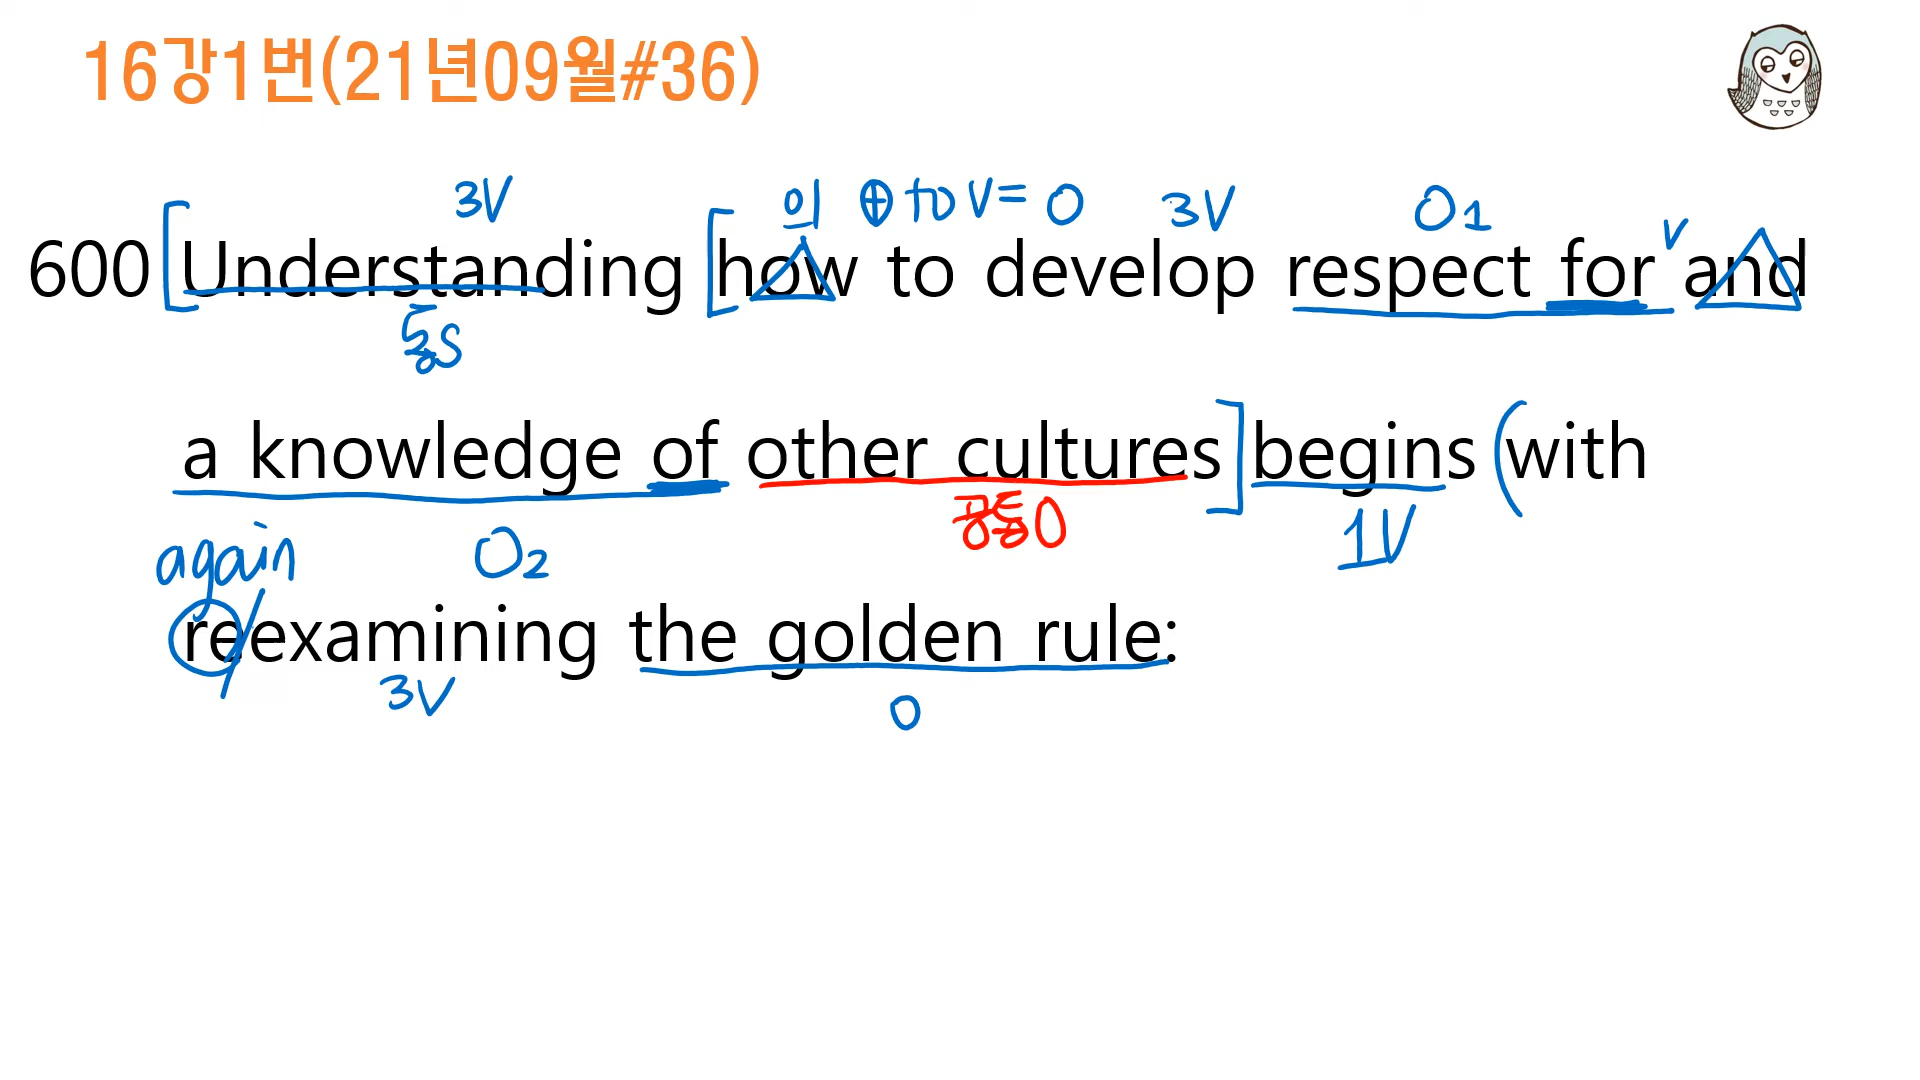 16강1번(21년09월#36)
3V 의 ⊕ to V = O 3V O1 v
600 [Understanding [how to develop respect for and
동S
a knowledge of other cultures] begins (with
공통O 1V
again O2
reexamining the golden rule:
3V O